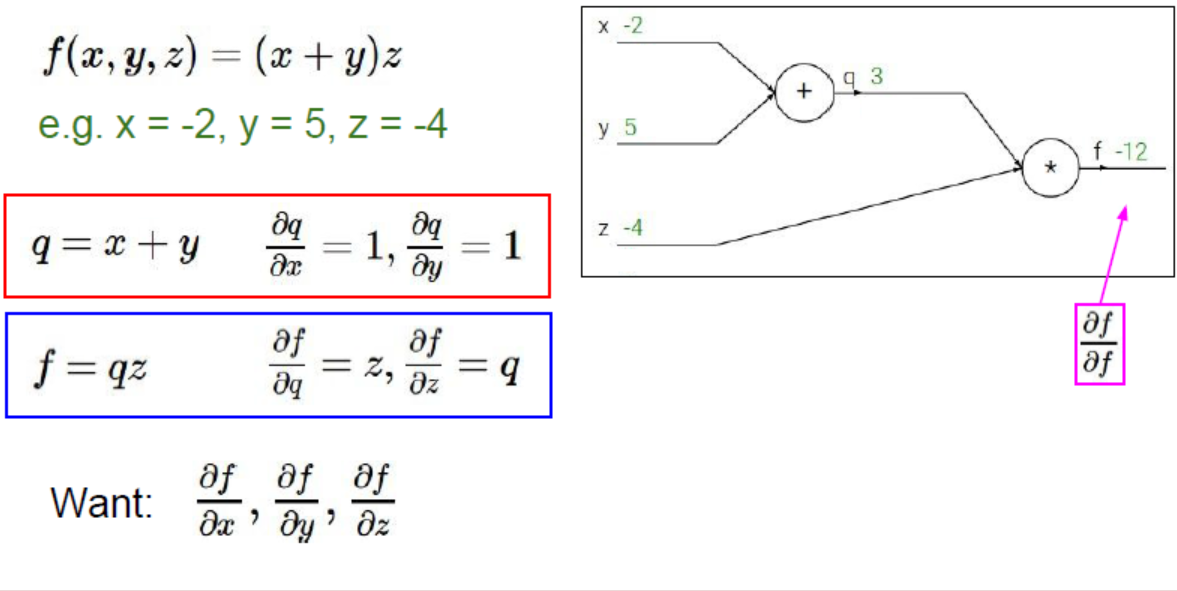 f(x, y, z) = (x + y)z
e.g. x = -2, y = 5, z = -4
q = x + y ∂q/∂x = 1, ∂q/∂y = 1
f = qz ∂f/∂q = z, ∂f/∂z = q
Want: ∂f/∂x, ∂f/∂y, ∂f/∂z
x -2
+
q 3
y 5
*
f -12
z -4
∂f/∂f